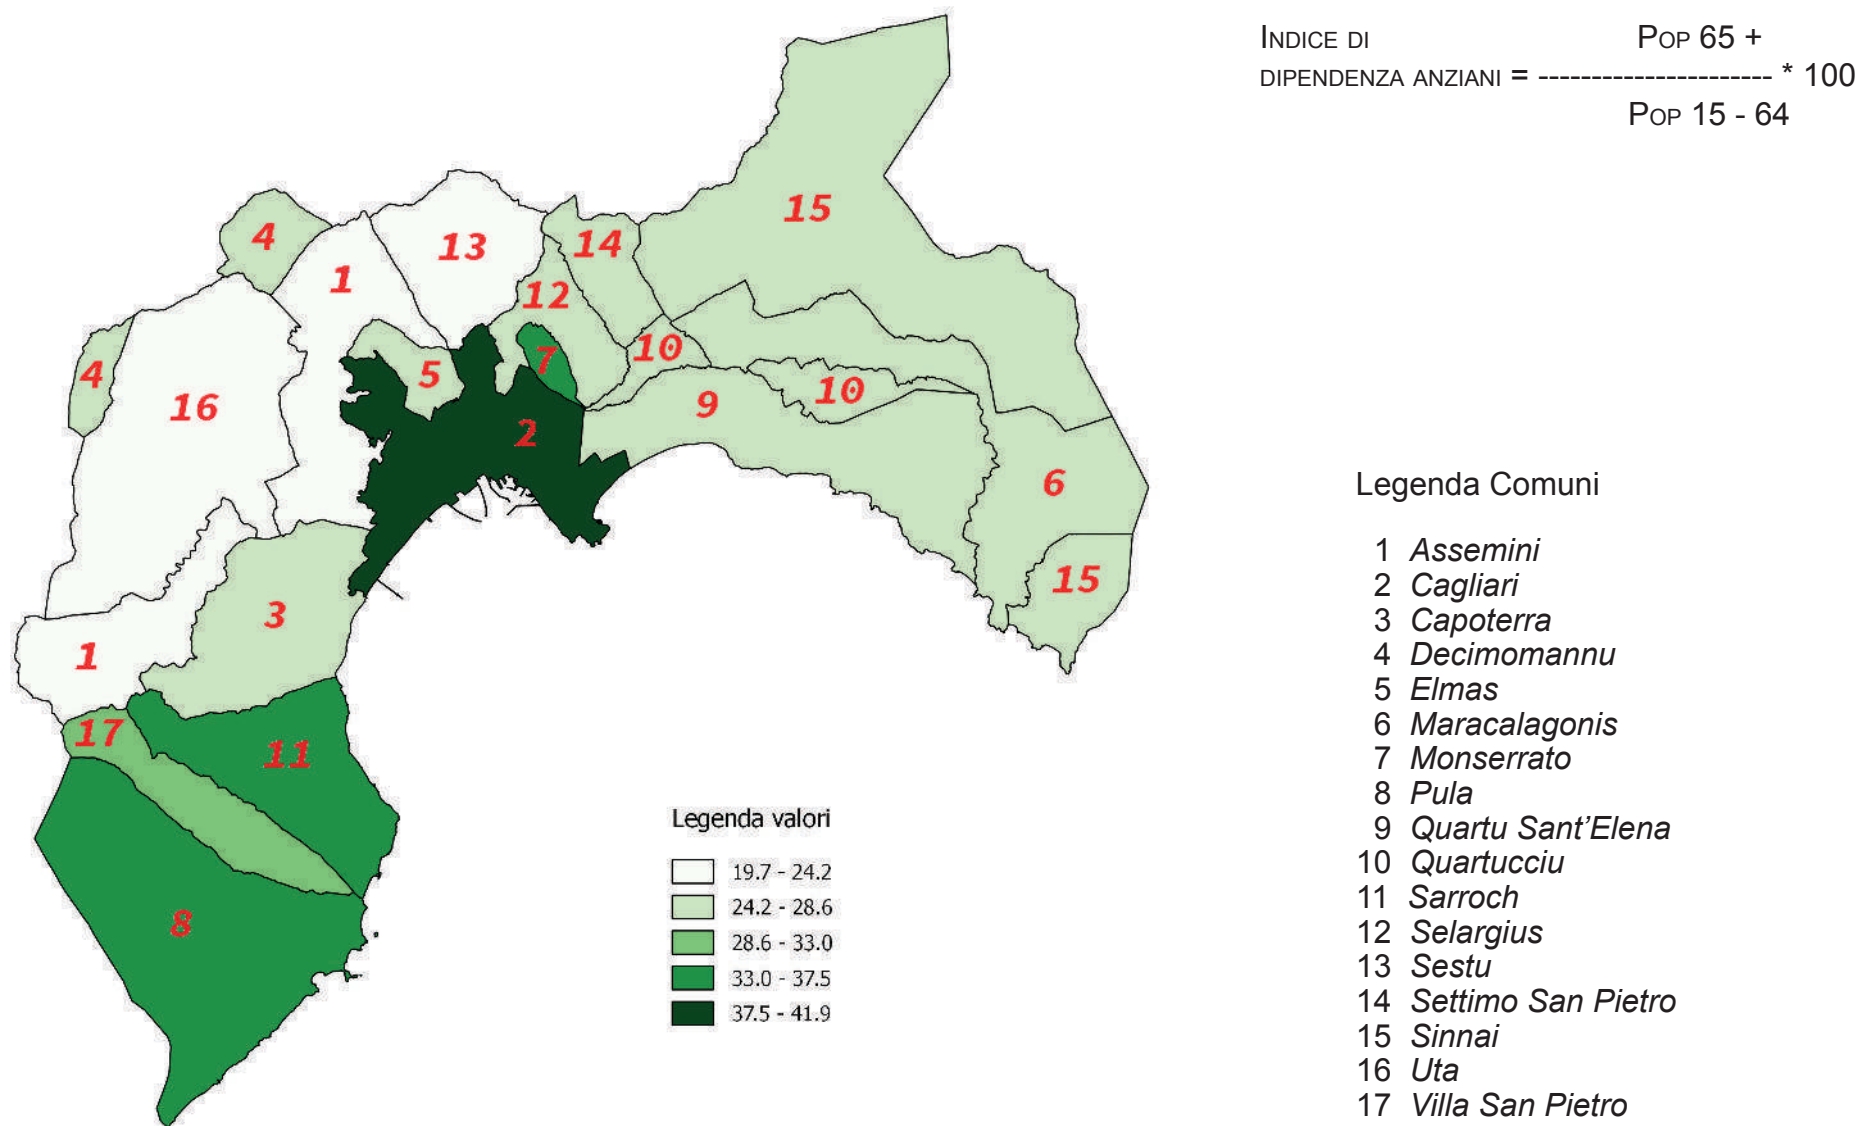 Indice di
Pop 65 +
dipendenza anziani = ---------------------- * 100
Pop 15 - 64
15
4
13
14
1
12
7
10
4
5
16
10
9
2
6
15
3
1
17
11
8
Legenda valori
19.7 - 24.2
24.2 - 28.6
28.6 - 33.0
33.0 - 37.5
37.5 - 41.9
Legenda Comuni
1 Assemini
2 Cagliari
3 Capoterra
4 Decimomannu
5 Elmas
6 Maracalagonis
7 Monserrato
8 Pula
9 Quartu Sant'Elena
10 Quartucciu
11 Sarroch
12 Selargius
13 Sestu
14 Settimo San Pietro
15 Sinnai
16 Uta
17 Villa San Pietro